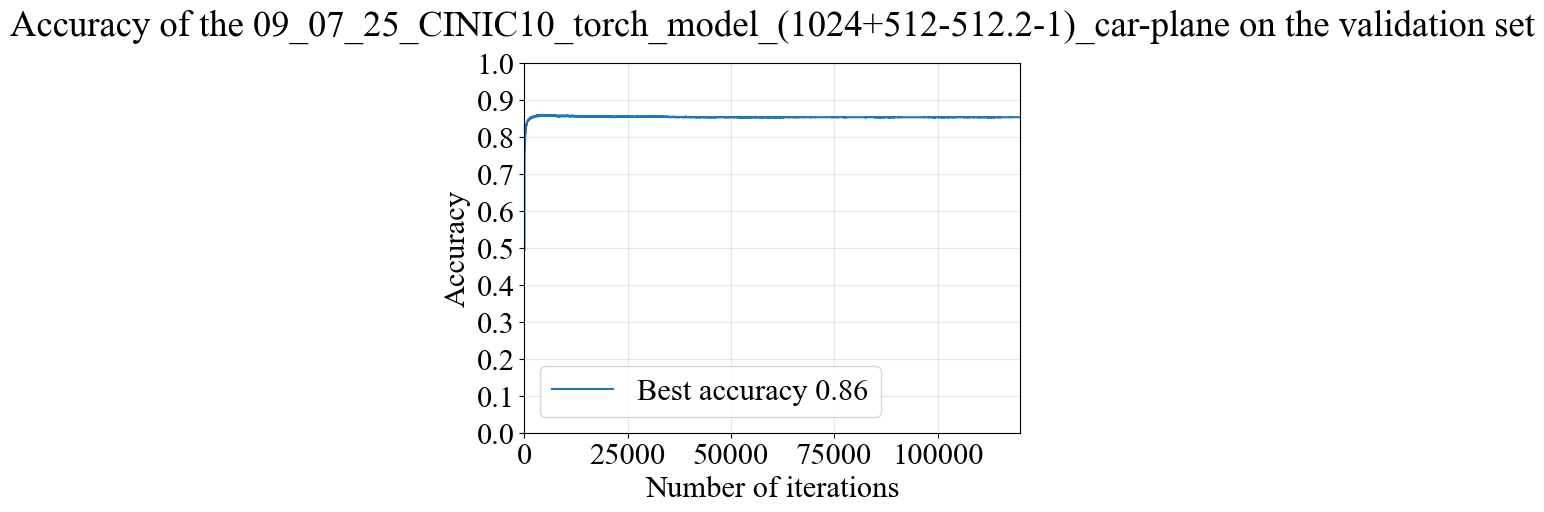 Accuracy of the 09_07_25_CINIC10_torch_model_(1024+512-512.2-1)_car-plane on the validation set
1.0
0.9
0.8
0.7
0.6
0.5
0.4
0.3
0.2
0.1
0.0
Accuracy
Best accuracy 0.86
0 25000 50000 75000 100000
Number of iterations